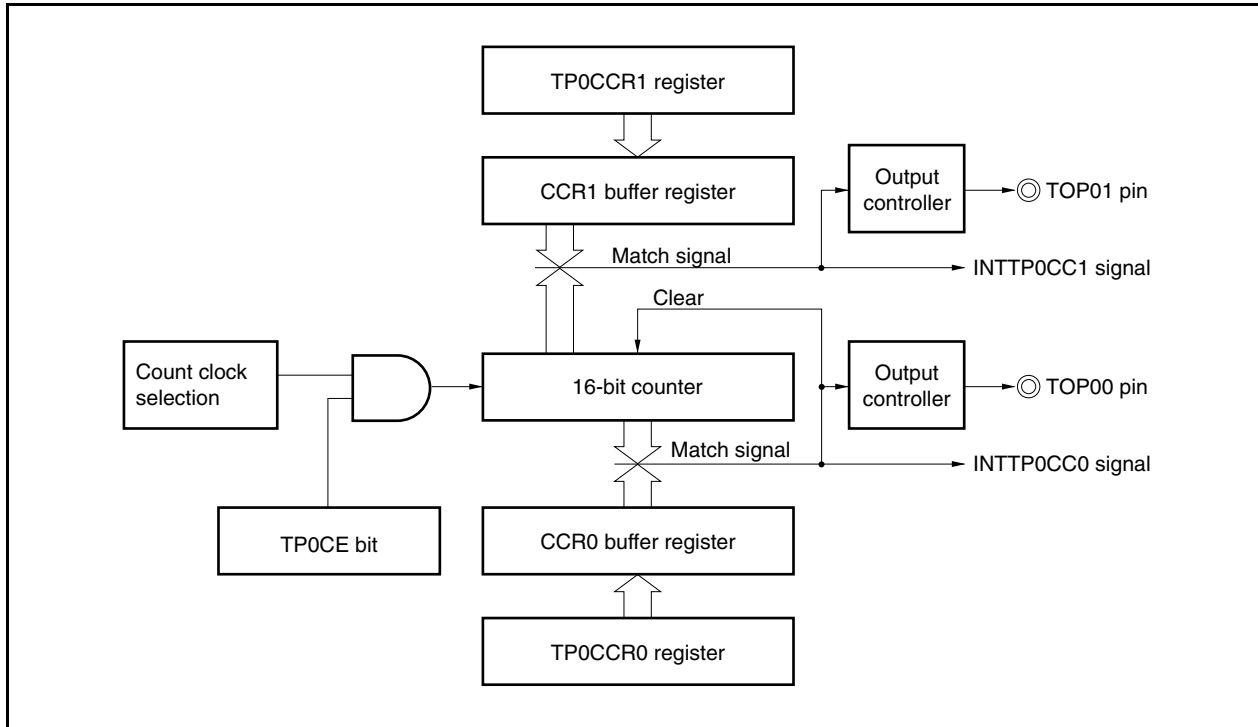 TP0CCR1 register
CCR1 buffer register
Output
controller
TOP01 pin
Match signal
INTTP0CC1 signal
Clear
Count clock
selection
16-bit counter
Output
controller
TOP00 pin
Match signal
INTTP0CC0 signal
TP0CE bit
CCR0 buffer register
TP0CCR0 register